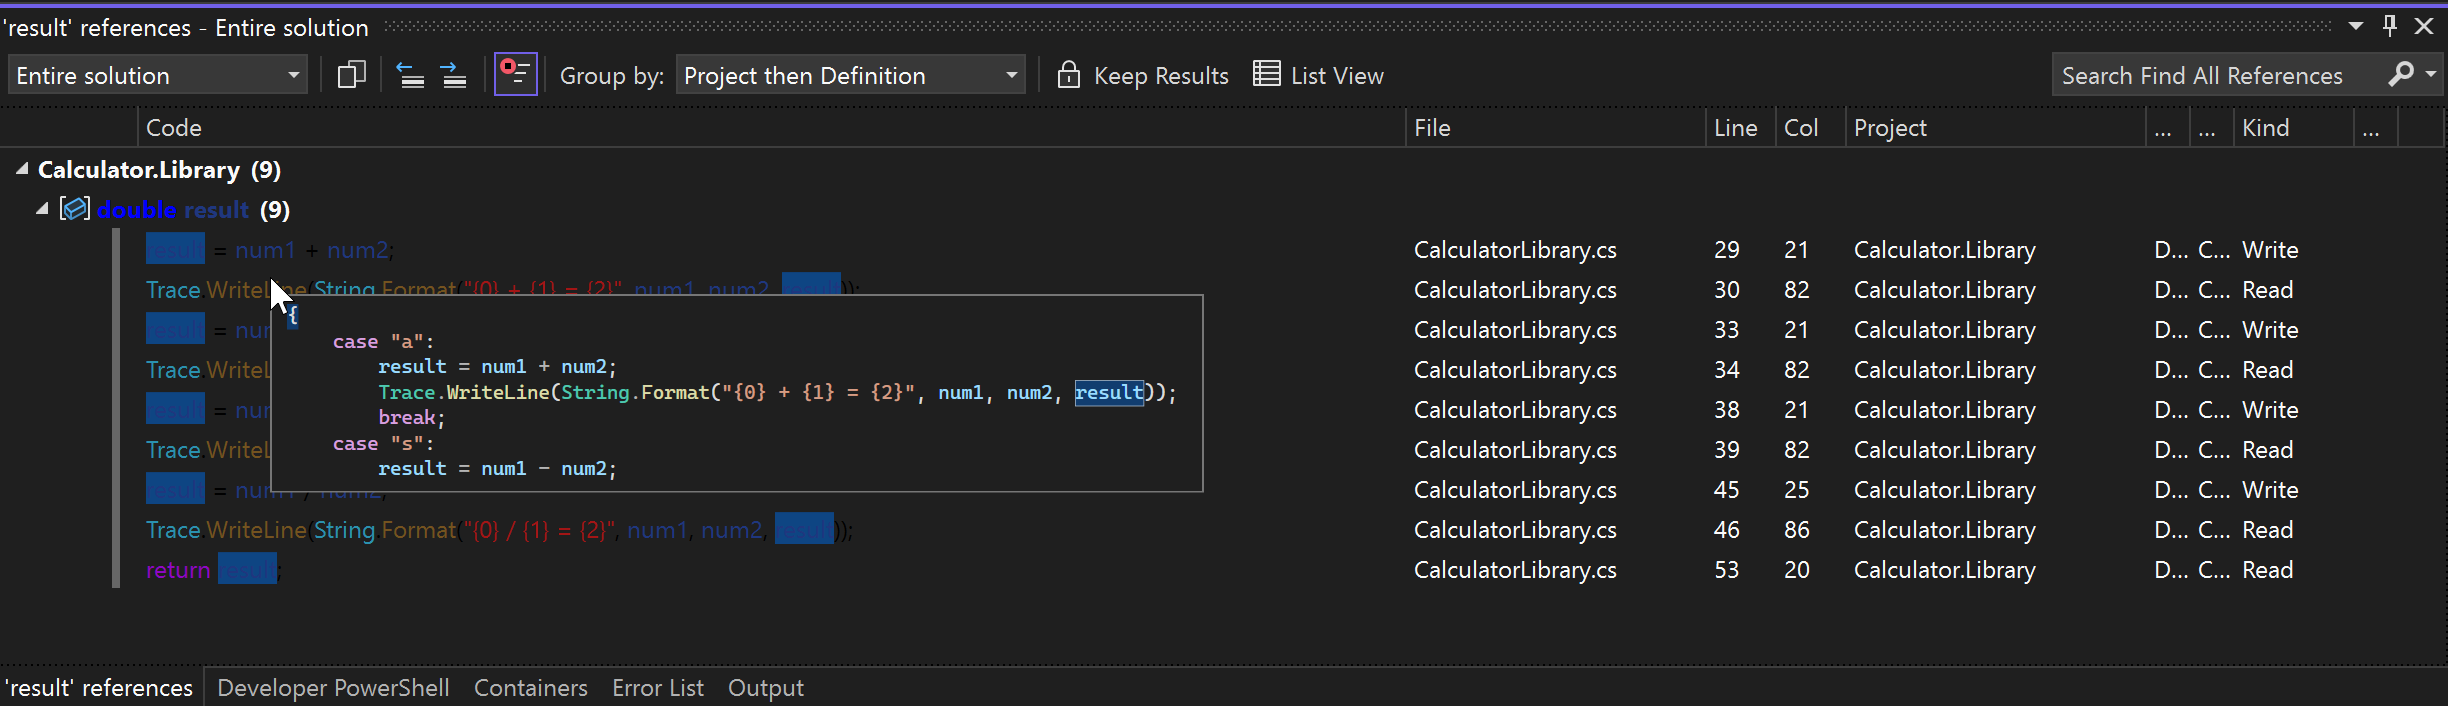 'result' references - Entire solution
Entire solution Group by: Project then Definition Keep Results List View Search Find All References
Code File Line Col Project ... ... Kind ...
Calculator.Library (9)
double result (9)
result = num1 + num2; CalculatorLibrary.cs 29 21 Calculator.Library D... C... Write
Trace.WriteLine(String.Format("{0} + {1} = {2}", num1, num2, result)); CalculatorLibrary.cs 30 82 Calculator.Library D... C... Read
{
result = CalculatorLibrary.cs 33 21 Calculator.Library D... C... Write
case "a":
result = num1 + num2;
Trace. CalculatorLibrary.cs 34 82 Calculator.Library D... C... Read
Trace.WriteLine(String.Format("{0} + {1} = {2}", num1, num2, result));
result = CalculatorLibrary.cs 38 21 Calculator.Library D... C... Write
break;
case "s":
Trace. CalculatorLibrary.cs 39 82 Calculator.Library D... C... Read
result = num1 - num2;
result = num1 / num2; CalculatorLibrary.cs 45 25 Calculator.Library D... C... Write
Trace.WriteLine(String.Format("{0} / {1} = {2}", num1, num2, result)); CalculatorLibrary.cs 46 86 Calculator.Library D... C... Read
return result; CalculatorLibrary.cs 53 20 Calculator.Library D... C... Read
'result' references Developer PowerShell Containers Error List Output